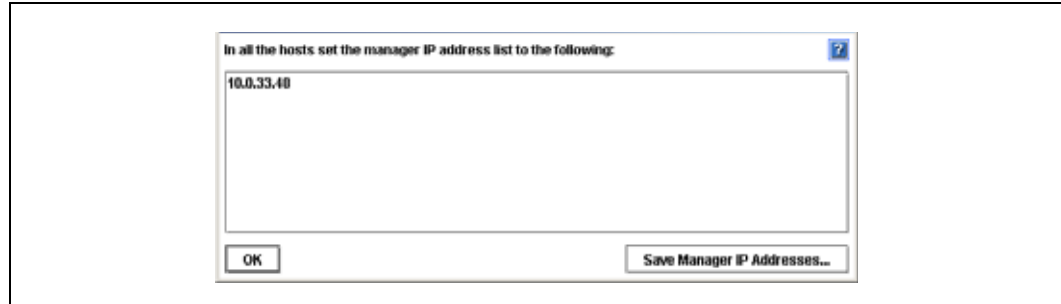 In all the hosts set the manager IP address list to the following:
?
10.0.33.40
OK
Save Manager IP Addresses...